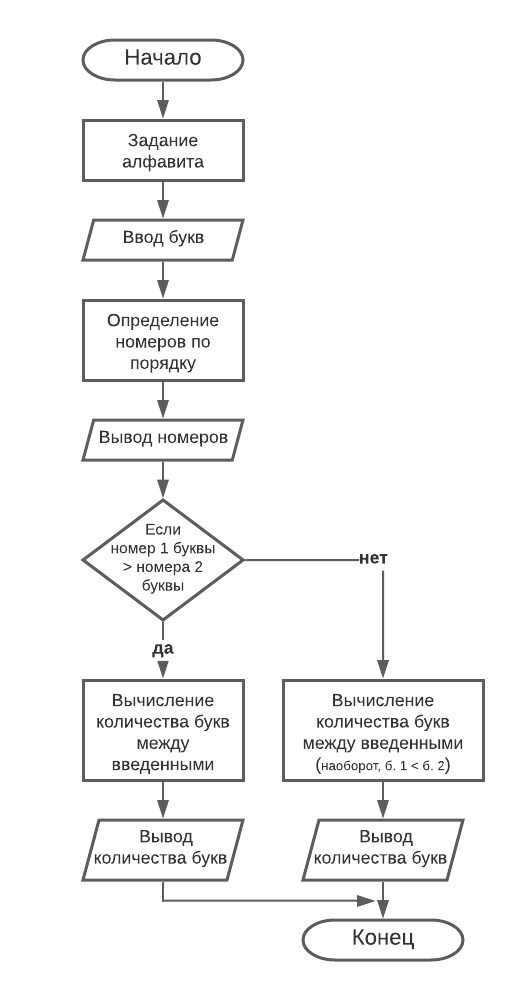 Начало
Задание
алфавита
Ввод букв
Определение
номеров по
порядку
Вывод номеров
Если
номер 1 буквы
> номера 2
буквы
нет
да
Вычисление
количества букв
между
введенными
Вычисление
количества букв
между введенными
(наоборот, б. 1 < б. 2)
Вывод
количества букв
Вывод
количества букв
Конец